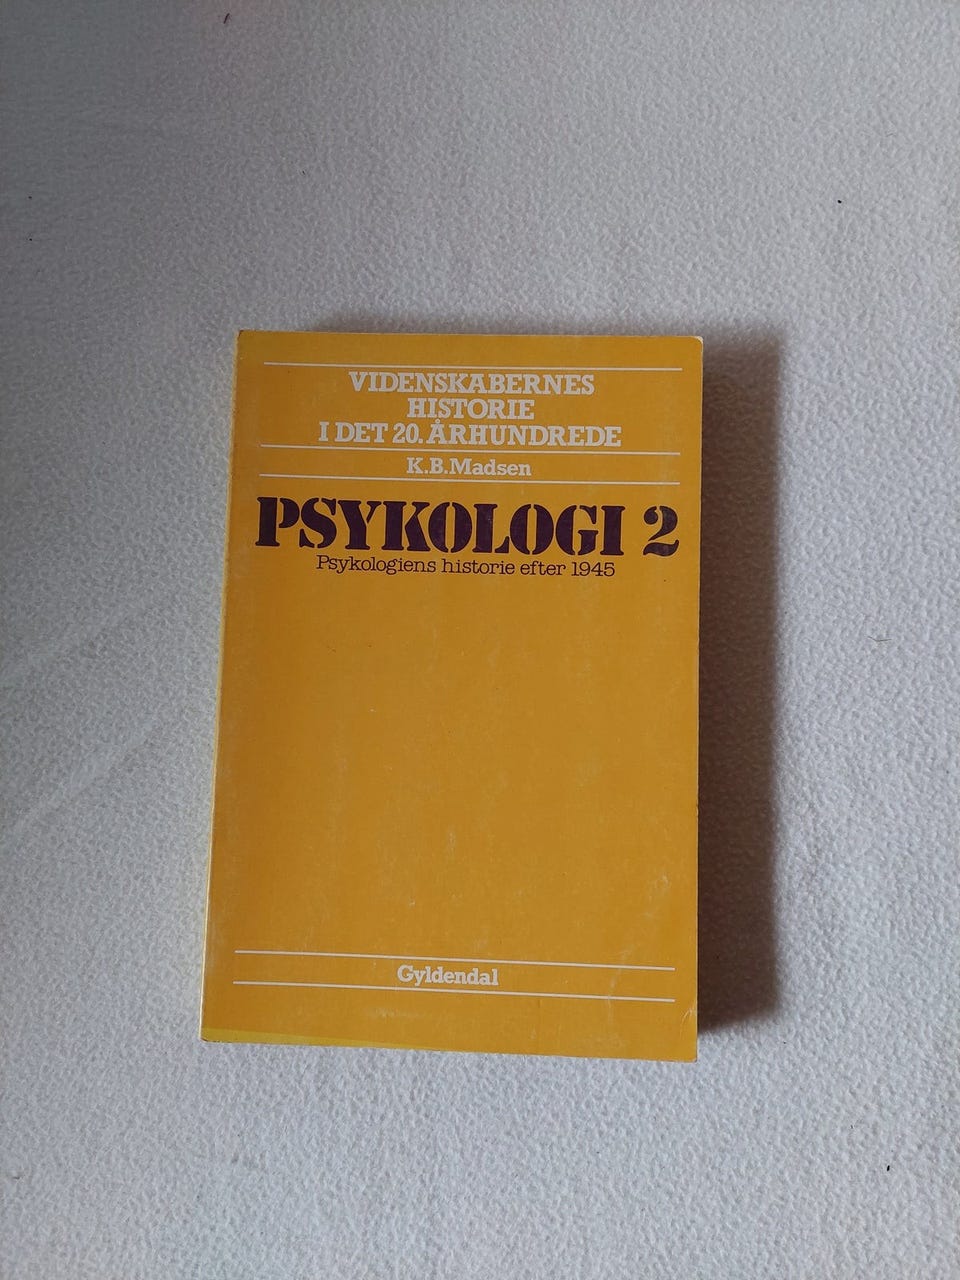 VIDENSKABERNES
HISTORIE
I DET 20. ÅRHUNDREDE
K.B.Madsen
PSYKOLOGI 2
Psykologiens historie efter 1945
Gyldendal